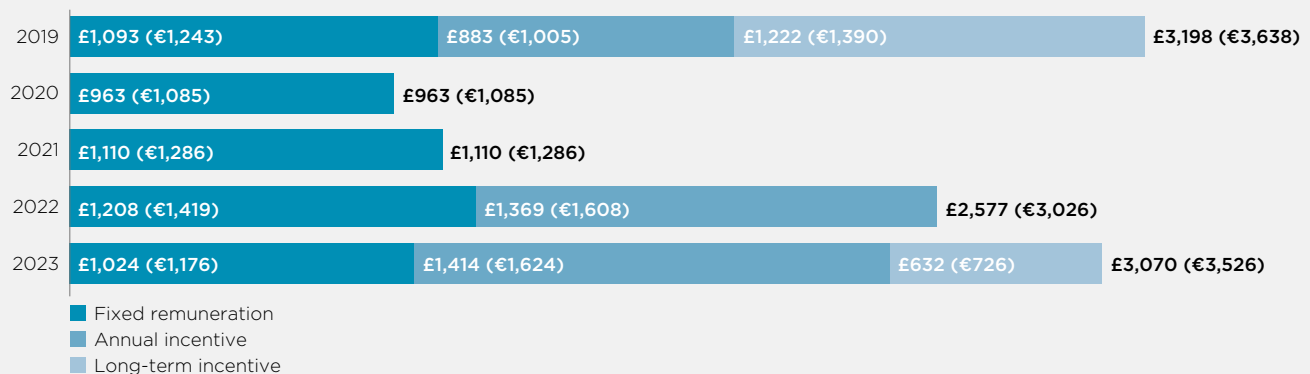 2019 £1,093 (€1,243) £883 (€1,005) £1,222 (€1,390) £3,198 (€3,638)
2020 £963 (€1,085) £963 (€1,085)
2021 £1,110 (€1,286) £1,110 (€1,286)
2022 £1,208 (€1,419) £1,369 (€1,608) £2,577 (€3,026)
2023 £1,024 (€1,176) £1,414 (€1,624) £632 (€726) £3,070 (€3,526)
Fixed remuneration
Annual incentive
Long-term incentive